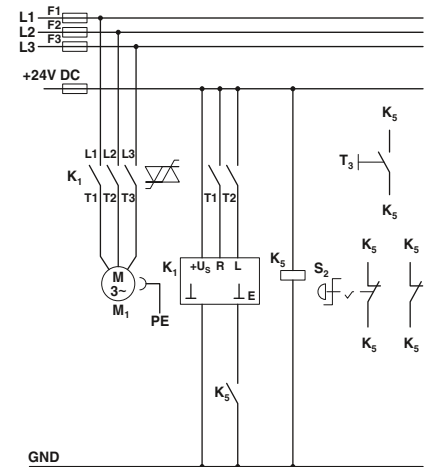 L1 F1
L2 F2
L3 F3
+24V DC
K5
L1 L2 L3
T3
K1
T1 T2 T3
T1 T2
K5
K1 +US R L
K5
S2
K5 K5
M
3~
E
M1
PE
K5 K5
K5
GND